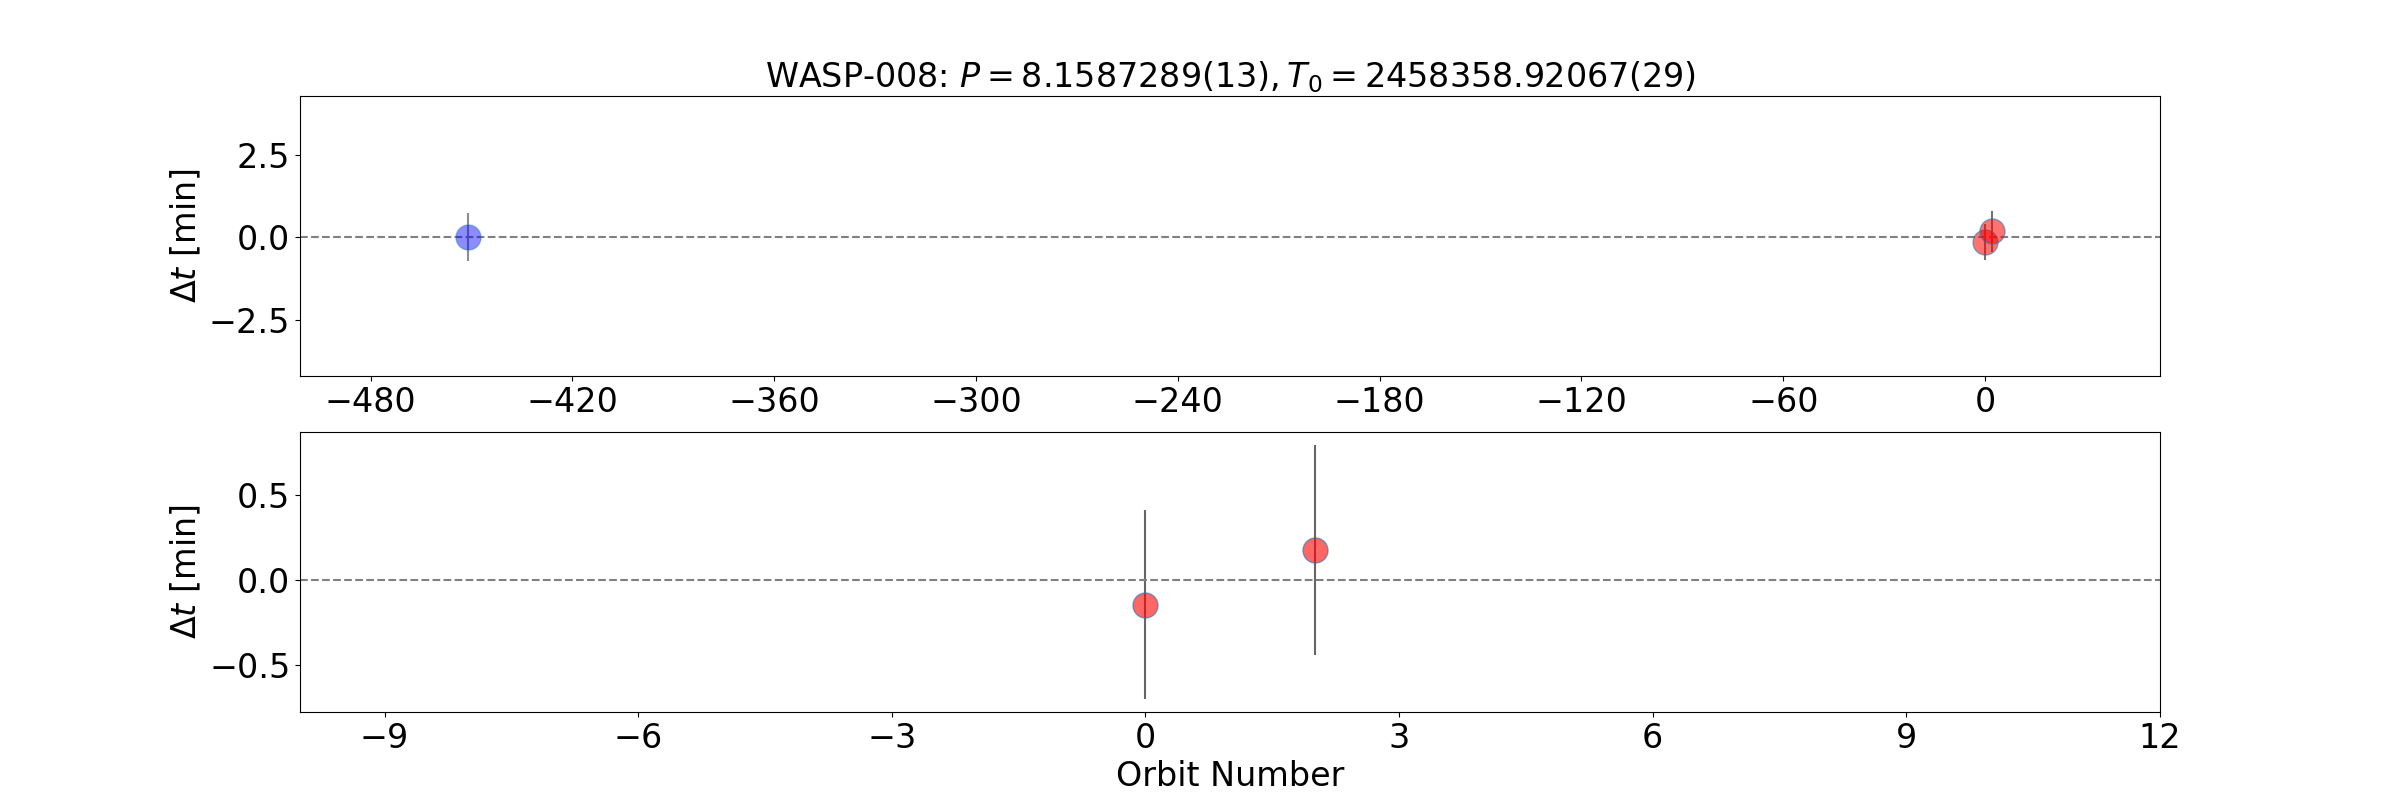 WASP-008: P = 8.1587289(13), T₀ = 2458358.92067(29)
Δt [min]
2.5
0.0
−2.5
−480 −420 −360 −300 −240 −180 −120 −60 0
Δt [min]
0.5
0.0
−0.5
−9 −6 −3 0 3 6 9 12
Orbit Number